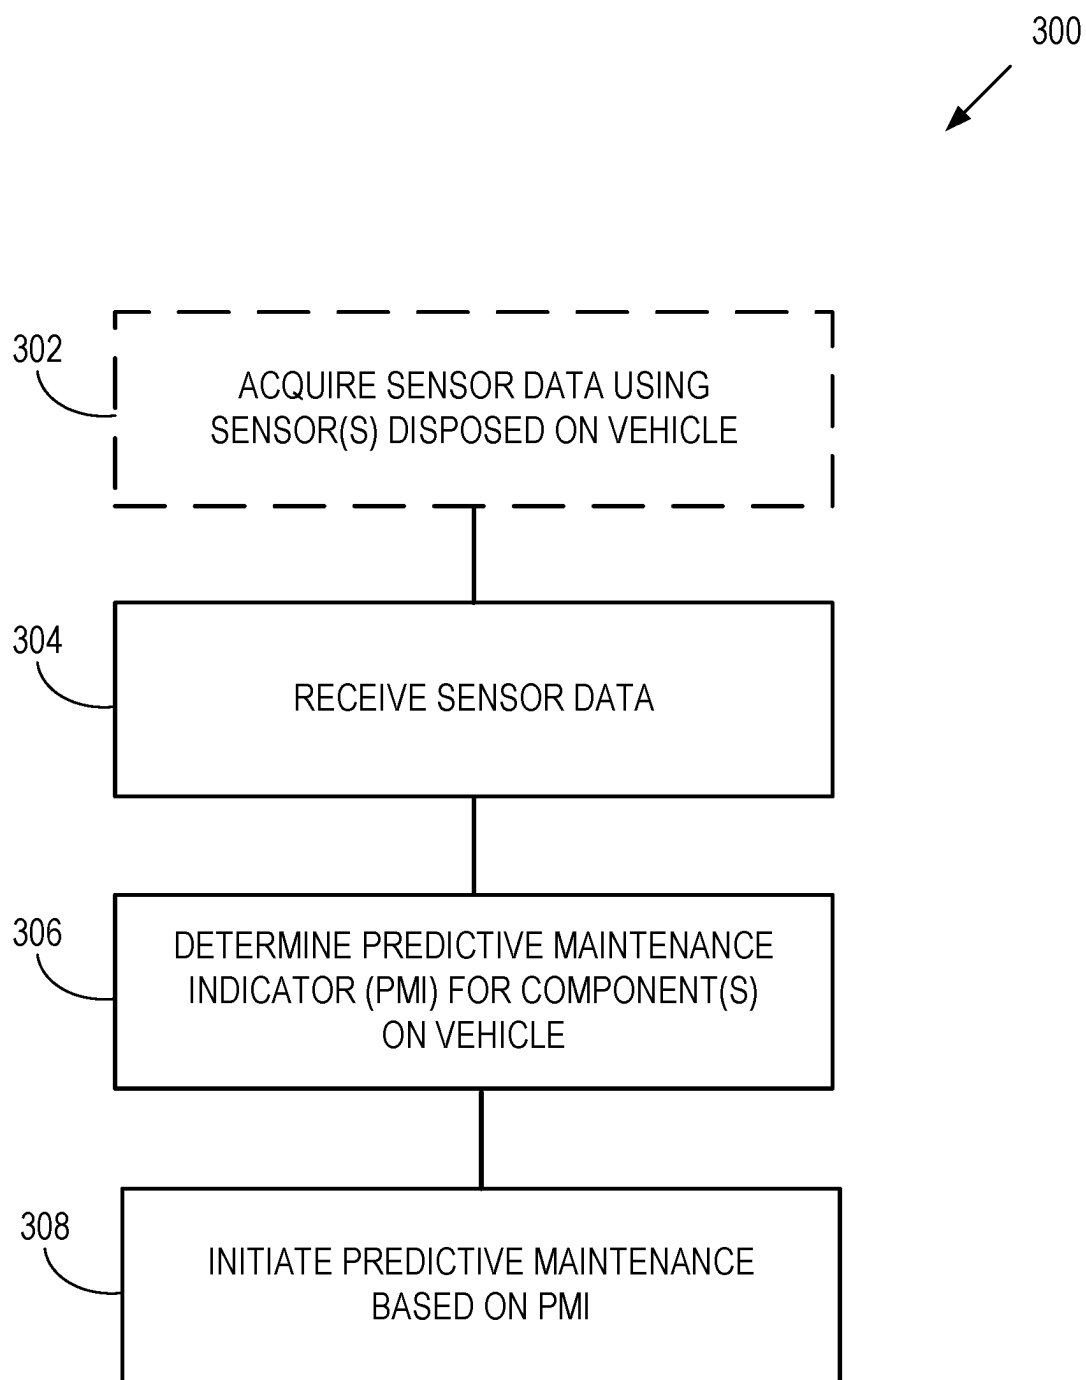 300
302
ACQUIRE SENSOR DATA USING
SENSOR(S) DISPOSED ON VEHICLE
304
RECEIVE SENSOR DATA
306
DETERMINE PREDICTIVE MAINTENANCE
INDICATOR (PMI) FOR COMPONENT(S)
ON VEHICLE
308
INITIATE PREDICTIVE MAINTENANCE
BASED ON PMI